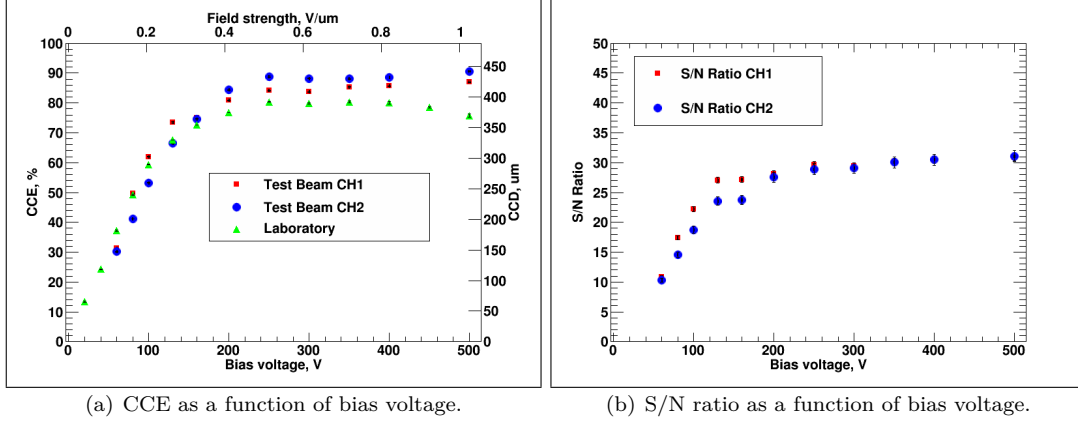 Field strength, V/um
0 0.2 0.4 0.6 0.8 1
100
90
80
70
60
50
40
30
20
10
0
CCE, %
450
400
350
300
250
200
150
100
50
0
CCD, um
Test Beam CH1
Test Beam CH2
Laboratory
0 100 200 300 400 500
Bias voltage, V
(a) CCE as a function of bias voltage.
50
45
40
35
30
25
20
15
10
5
0
S/N Ratio
S/N Ratio CH1
S/N Ratio CH2
0 100 200 300 400 500
Bias voltage, V
(b) S/N ratio as a function of bias voltage.